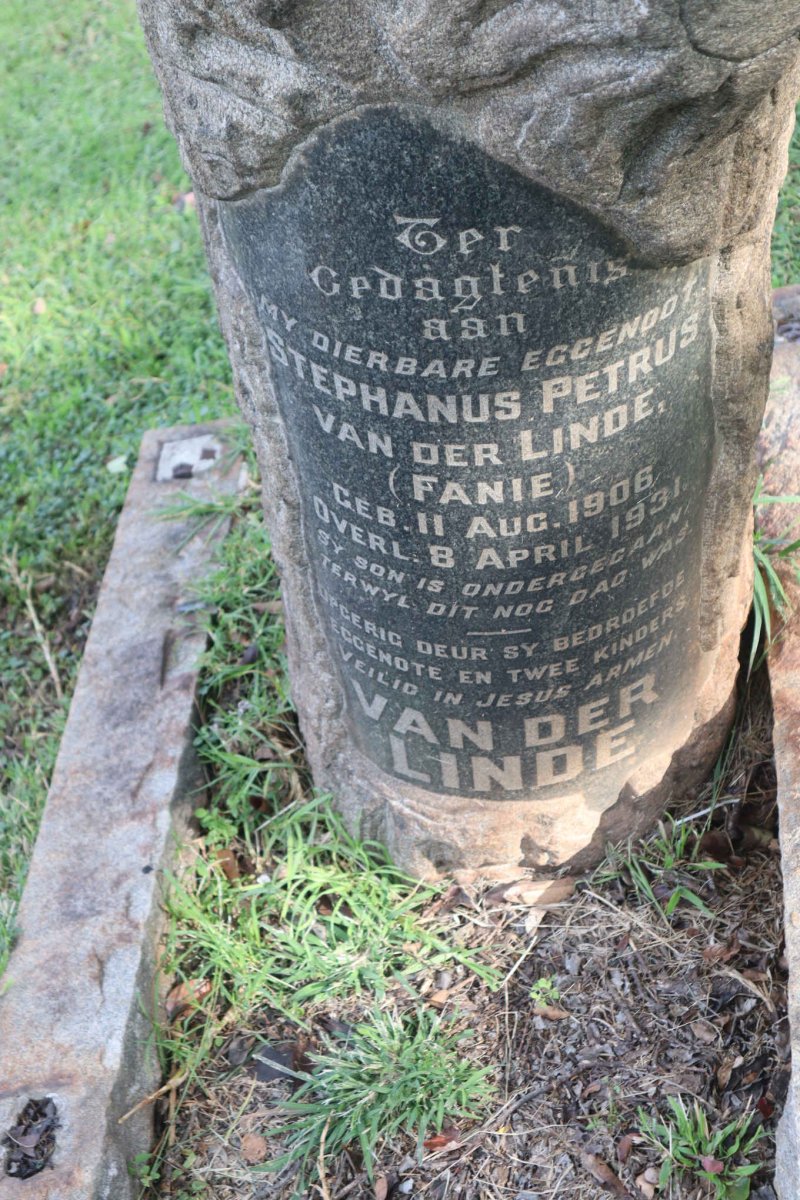 Ter
Gedagtenis
aan
MY DIERBARE EGGENOOT.
STEPHANUS PETRUS
VAN DER LINDE,
(FANIE)
GEB. 11 AUG. 1906.
OVERL. 8 APRIL 1931.
SY SON IS ONDERGEGAAN,
TERWYL DIT NOG DAG WAS.
OPGERIG DEUR SY BEDROEFDE
EGGENOTE EN TWEE KINDERS.
VEILIG IN JESUS ARMEN.
VAN DER
LINDE